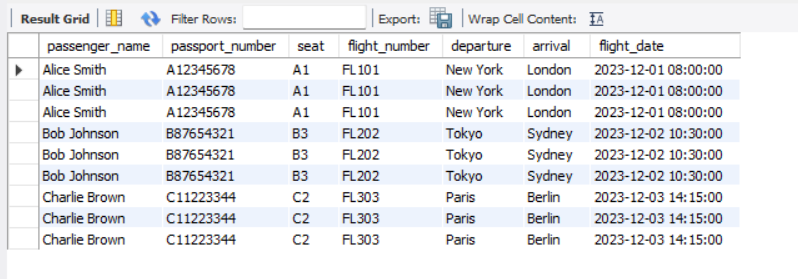 Result Grid Filter Rows: Export: Wrap Cell Content: IA
passenger_name passport_number seat flight_number departure arrival flight_date
Alice Smith A12345678 A1 FL101 New York London 2023-12-01 08:00:00
Alice Smith A12345678 A1 FL101 New York London 2023-12-01 08:00:00
Alice Smith A12345678 A1 FL101 New York London 2023-12-01 08:00:00
Bob Johnson B87654321 B3 FL202 Tokyo Sydney 2023-12-02 10:30:00
Bob Johnson B87654321 B3 FL202 Tokyo Sydney 2023-12-02 10:30:00
Bob Johnson B87654321 B3 FL202 Tokyo Sydney 2023-12-02 10:30:00
Charlie Brown C11223344 C2 FL303 Paris Berlin 2023-12-03 14:15:00
Charlie Brown C11223344 C2 FL303 Paris Berlin 2023-12-03 14:15:00
Charlie Brown C11223344 C2 FL303 Paris Berlin 2023-12-03 14:15:00